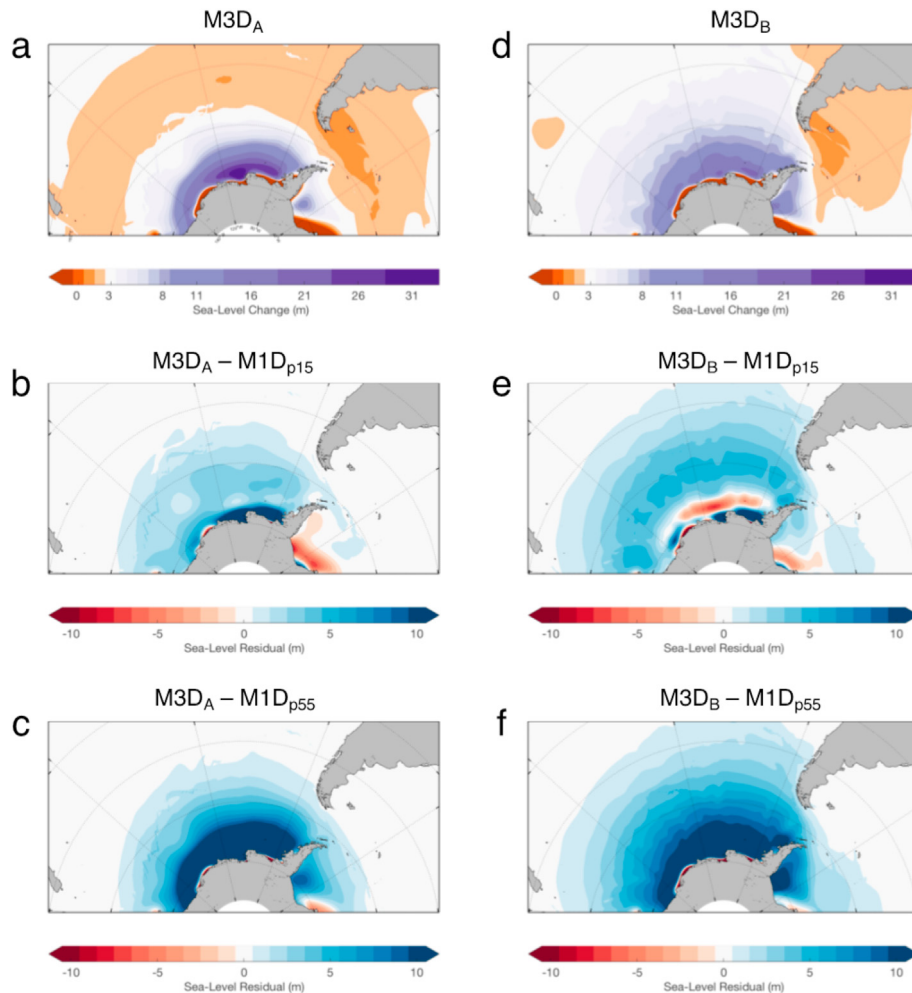 M3D_A
a
0 3 8 11 16 21 26 31
Sea-Level Change (m)
M3D_B
d
0 3 8 11 16 21 26 31
Sea-Level Change (m)
M3D_A – M1D_p15
b
-10 -5 0 5 10
Sea-Level Residual (m)
M3D_B – M1D_p15
e
-10 -5 0 5 10
Sea-Level Residual (m)
M3D_A – M1D_p55
c
-10 -5 0 5 10
Sea-Level Residual (m)
M3D_B – M1D_p55
f
-10 -5 0 5 10
Sea-Level Residual (m)